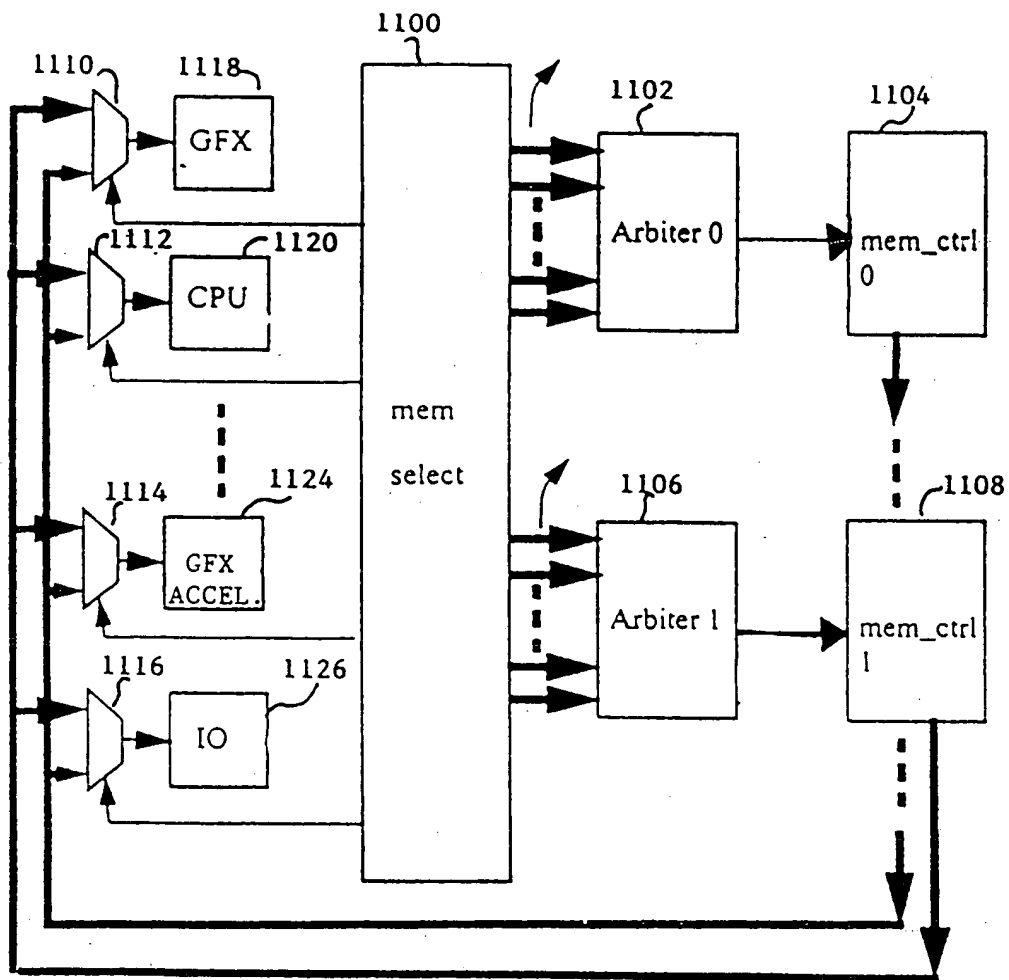 1100
1110
1118
GFX
1102
1104
Arbiter 0
mem_ctrl
0
1112
1120
CPU
mem
select
1114
1124
GFX
ACCEL.
1106
1108
Arbiter 1
mem_ctrl
1
1116
1126
IO